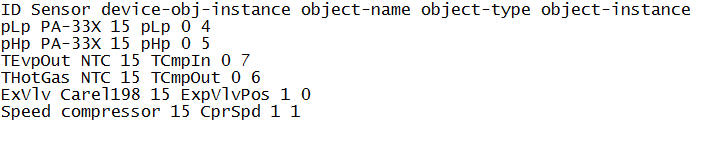 ID Sensor device-obj-instance object-name object-type object-instance
pLp PA-33X 15 pLp 0 4
pHp PA-33X 15 pHp 0 5
TEvpOut NTC 15 TCmpIn 0 7
THotGas NTC 15 TCmpOut 0 6
ExVlv Carel198 15 ExpVlvPos 1 0
Speed compressor 15 CprSpd 1 1